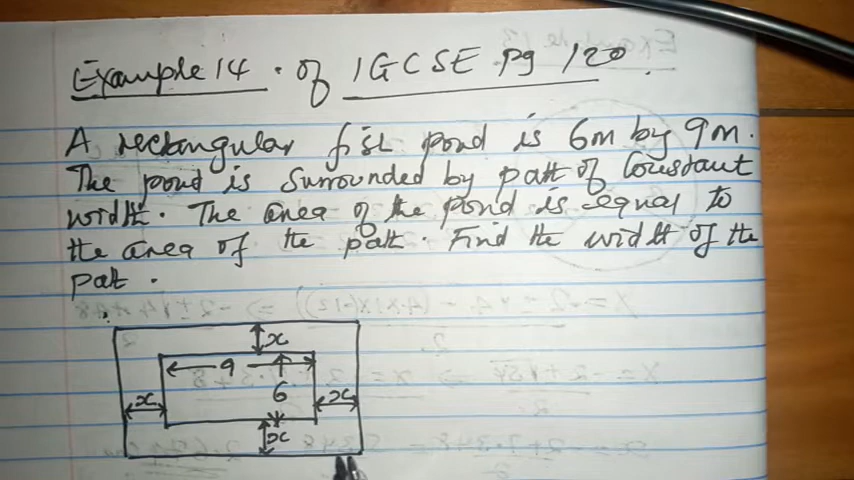 Example 14 . of IGCSE pg 120.
A rectangular fish pond is 6m by 9m.
The pond is surrounded by path of constant
width. The area of the pond is equal to
the area of the path. Find the width of the
path.
x
9
6
x
x
x